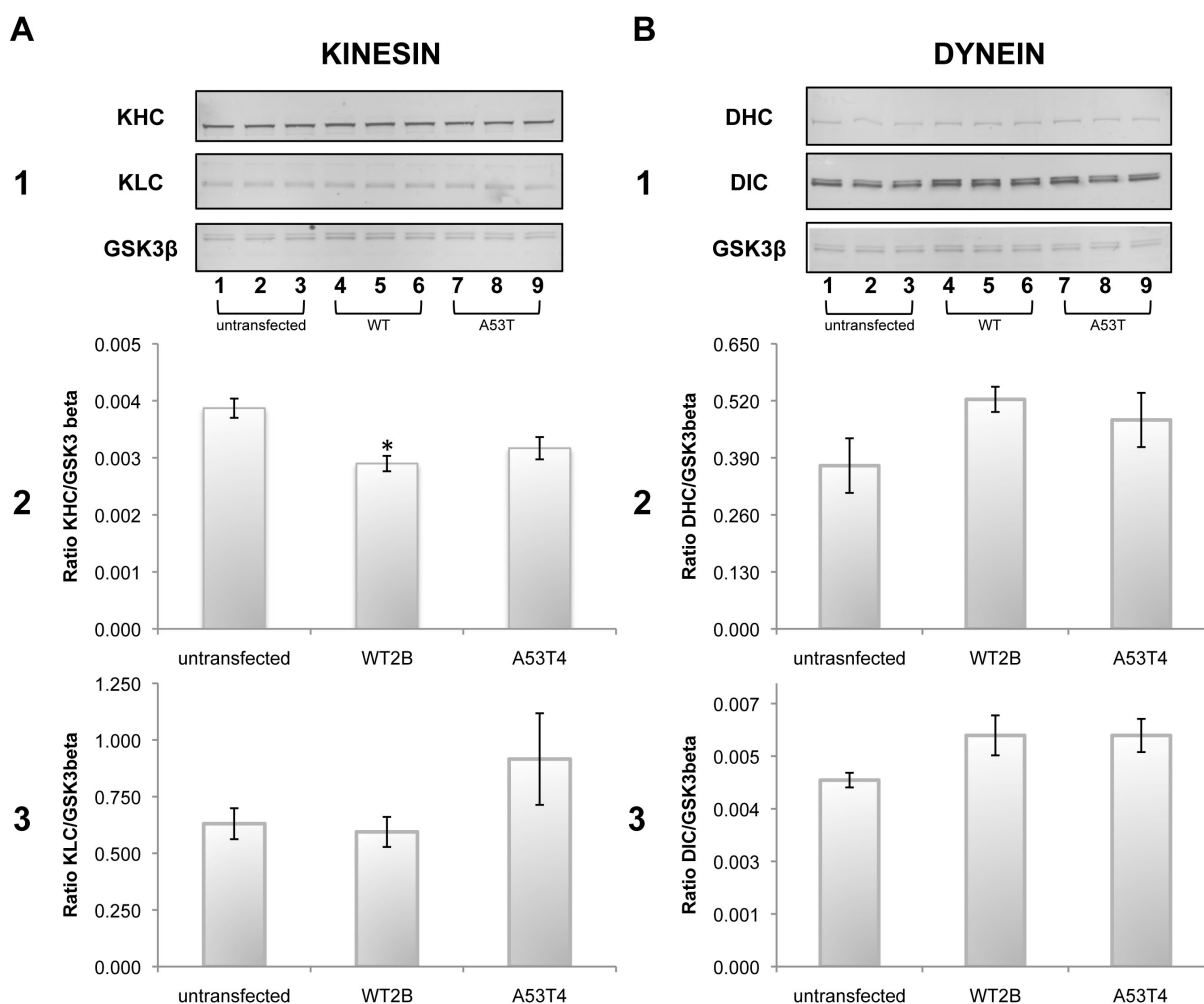 A
KINESIN
KHC
KLC
GSK3β
1
1 2 3 4 5 6 7 8 9
untransfected WT A53T
2
Ratio KHC/GSK3 beta
0.005
0.004
0.003
0.002
0.001
0.000
*
untransfected WT2B A53T4
3
Ratio KLC/GSK3beta
1.250
1.000
0.750
0.500
0.250
0.000
untransfected WT2B A53T4
B
DYNEIN
DHC
DIC
GSK3β
1
1 2 3 4 5 6 7 8 9
untransfected WT A53T
2
Ratio DHC/GSK3beta
0.650
0.520
0.390
0.260
0.130
0.000
untrasnfected WT2B A53T4
3
Ratio DIC/GSK3beta
0.007
0.005
0.004
0.003
0.001
0.000
untransfected WT2B A53T4